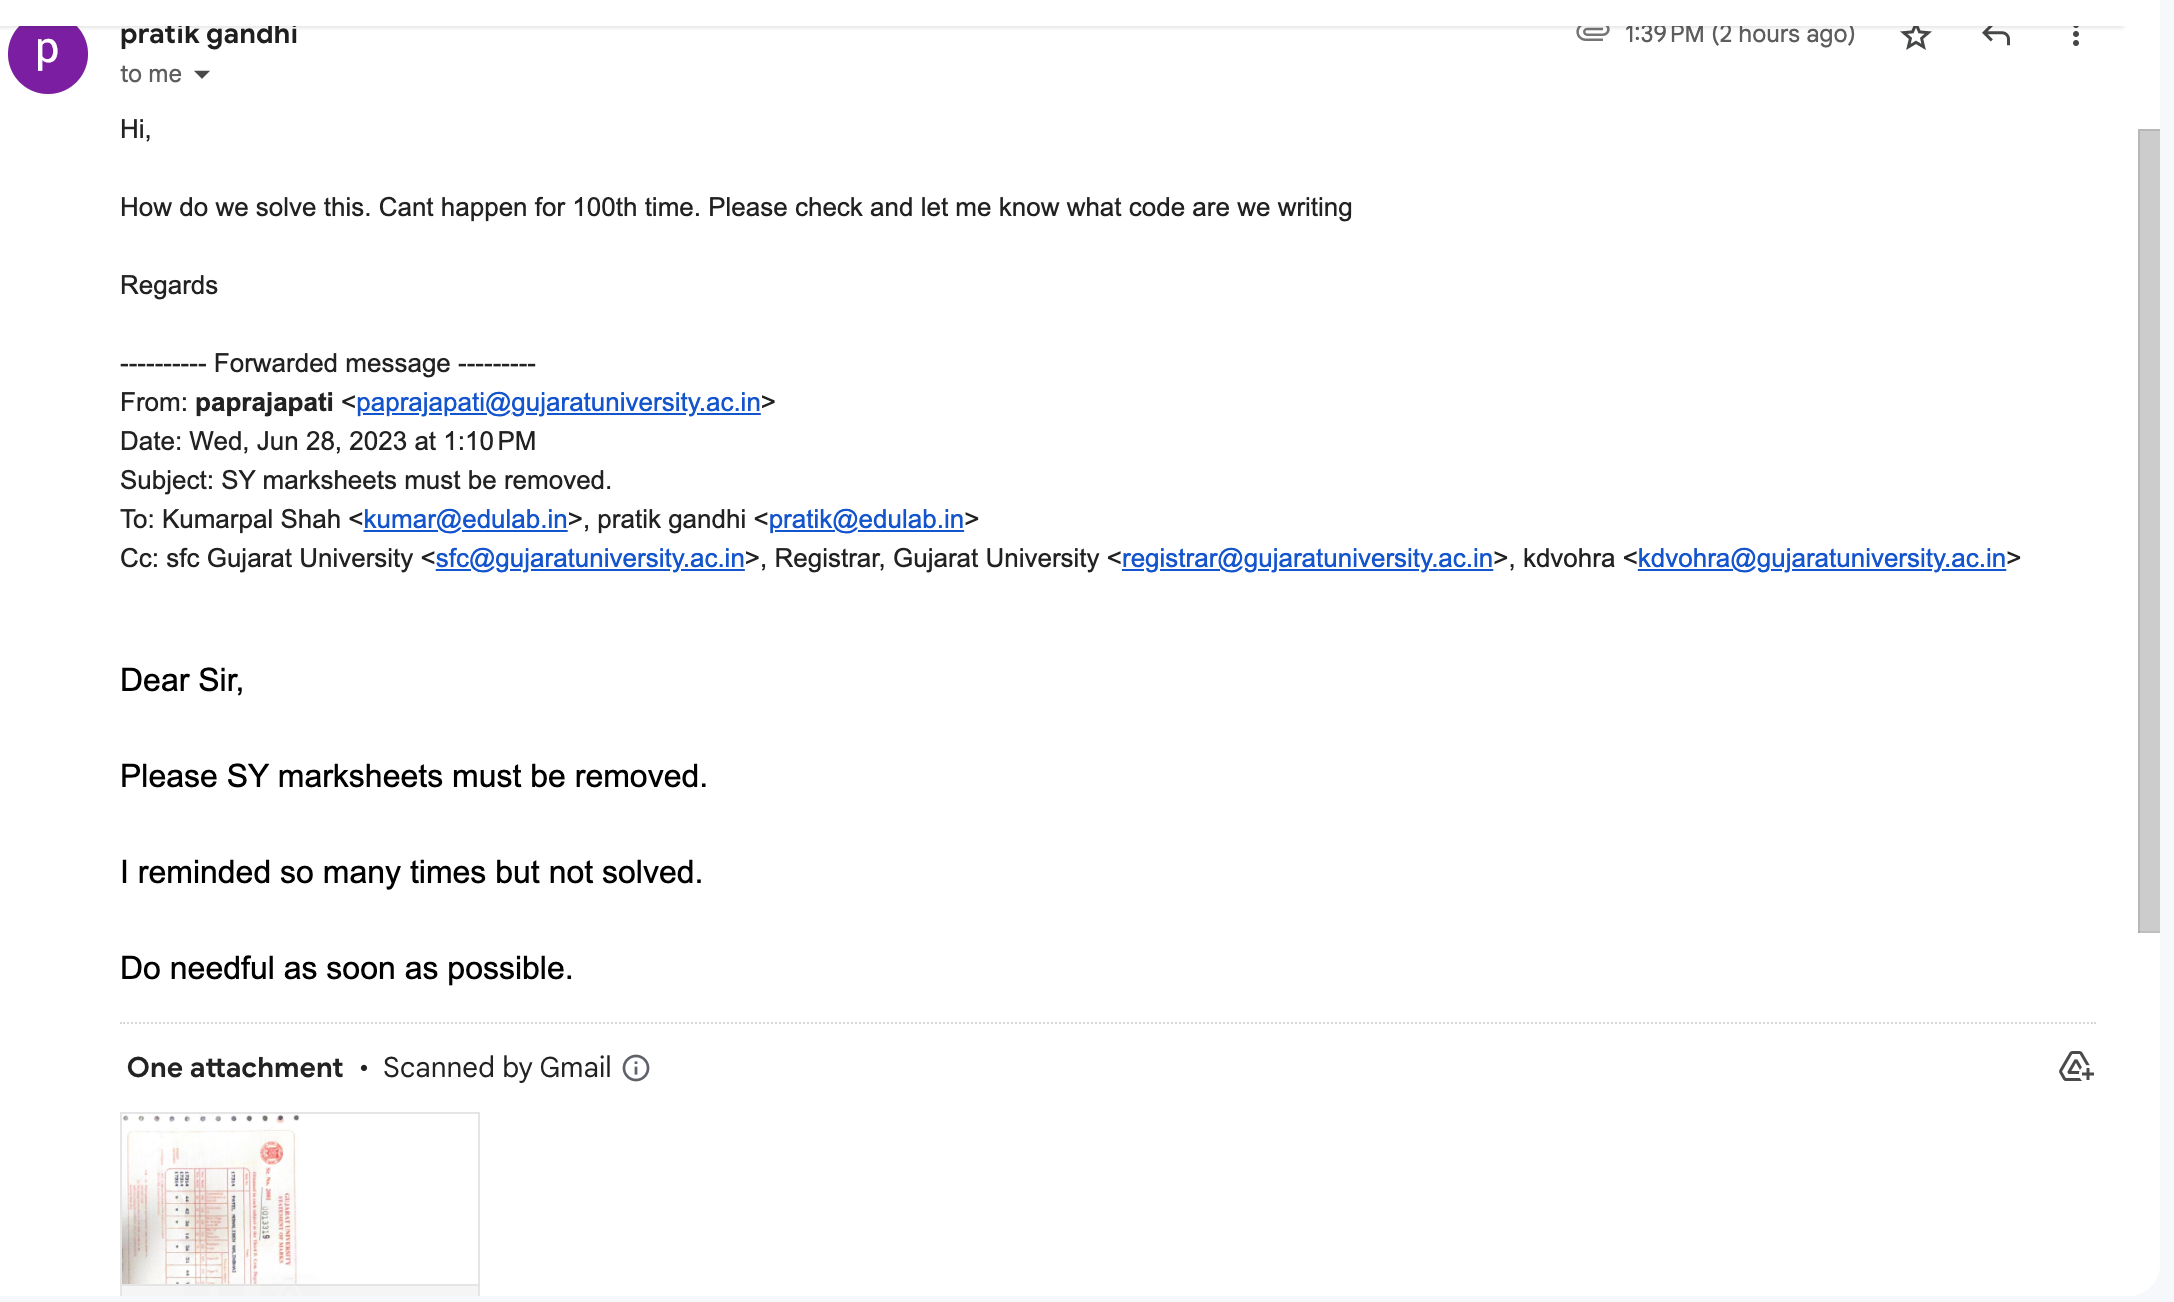 p
pratik gandhi
1:39 PM (2 hours ago)
to me
Hi,
How do we solve this. Cant happen for 100th time. Please check and let me know what code are we writing
Regards
---------- Forwarded message ---------
From: paprajapati <paprajapati@gujaratuniversity.ac.in>
Date: Wed, Jun 28, 2023 at 1:10 PM
Subject: SY marksheets must be removed.
To: Kumarpal Shah <kumar@edulab.in>, pratik gandhi <pratik@edulab.in>
Cc: sfc Gujarat University <sfc@gujaratuniversity.ac.in>, Registrar, Gujarat University <registrar@gujaratuniversity.ac.in>, kdvohra <kdvohra@gujaratuniversity.ac.in>
Dear Sir,
Please SY marksheets must be removed.
I reminded so many times but not solved.
Do needful as soon as possible.
One attachment • Scanned by Gmail
GUJARAT UNIVERSITY
STATEMENT OF MARKS